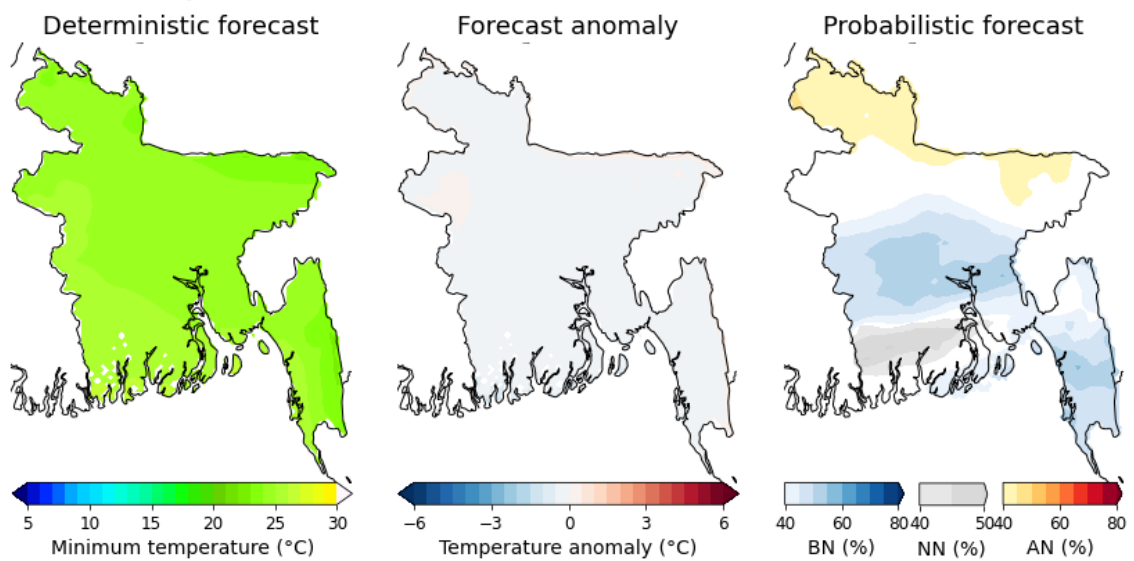 Deterministic forecast
Forecast anomaly
Probabilistic forecast
5 10 15 20 25 30
Minimum temperature (°C)
−6 −3 0 3 6
Temperature anomaly (°C)
40 60 80
BN (%)
40 50
NN (%)
40 60 80
AN (%)